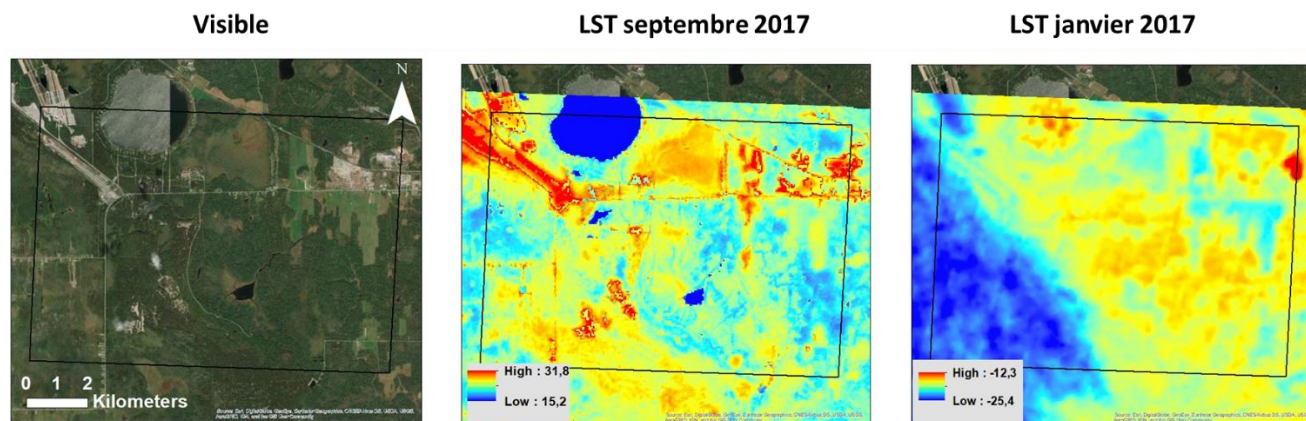 Visible
LST septembre 2017
LST janvier 2017
N
0 1 2
Kilometers
High : 31,8
Low : 15,2
High : -12,3
Low : -25,4